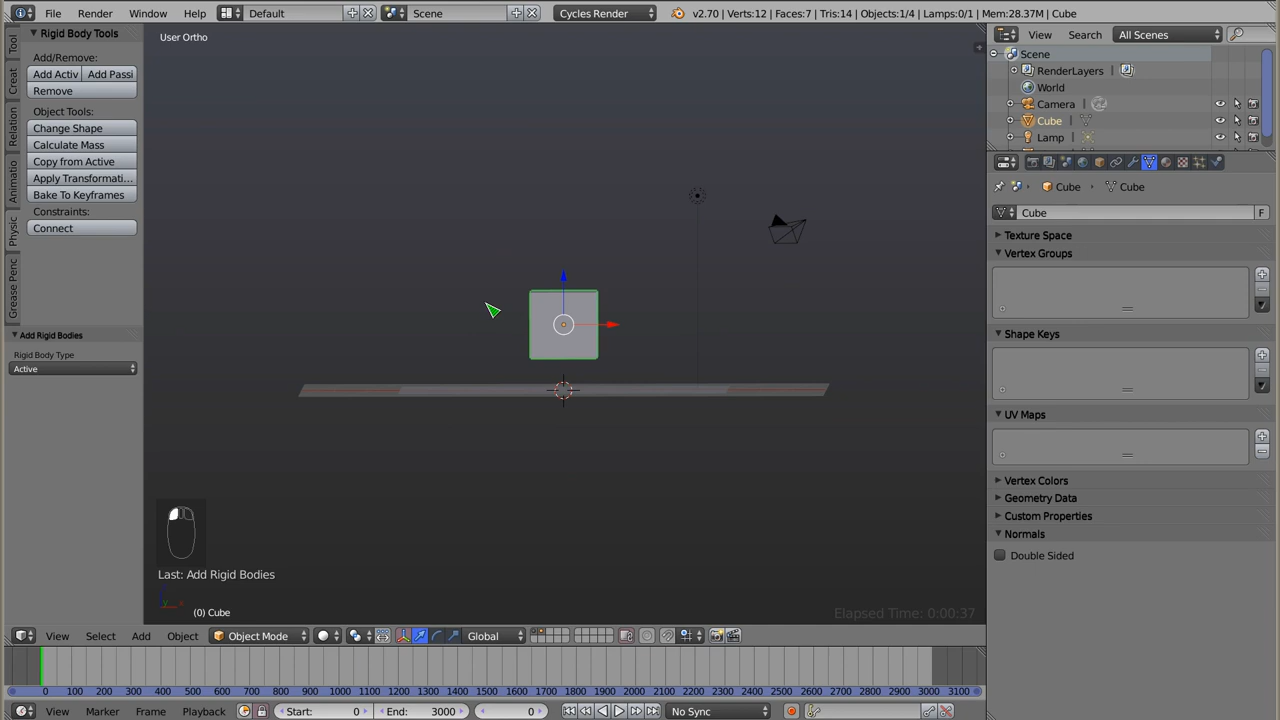 File Render Window Help Default Scene Cycles Render v2.70 | Verts:12 | Faces:7 | Tris:14 | Objects:1/4 | Lamps:0/1 | Mem:28.37M | Cube
Rigid Body Tools
Add/Remove:
Add Activ Add Passi
Remove
Object Tools:
Change Shape
Calculate Mass
Copy from Active
Apply Transformati...
Bake To Keyframes
Constraints:
Connect
Tool
Creat
Relation
Animatio
Physic
Grease Penc
Add Rigid Bodies
Rigid Body Type
Active
User Ortho
Last: Add Rigid Bodies
(0) Cube
Elapsed Time: 0:00:37
View Search All Scenes
Scene
RenderLayers
World
Camera
Cube
Lamp
Cube Cube
Cube F
Texture Space
Vertex Groups
Shape Keys
UV Maps
Vertex Colors
Geometry Data
Custom Properties
Normals
Double Sided
View Select Add Object Object Mode Global
0 100 200 300 400 500 600 700 800 900 1000 1100 1200 1300 1400 1500 1600 1700 1800 1900 2000 2100 2200 2300 2400 2500 2600 2700 2800 2900 3000 3100
View Marker Frame Playback Start: 0 End: 3000 0 No Sync